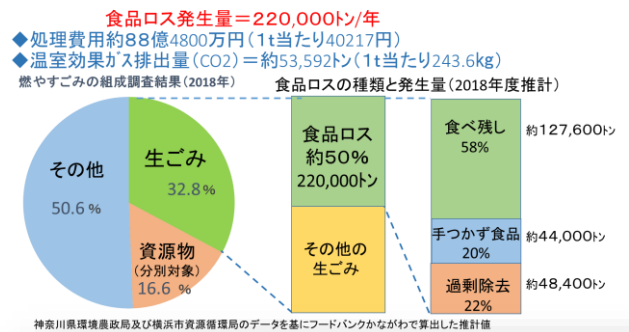 食品ロス発生量＝220,000トン/年
◆処理費用約８８億4800万円（１t当たり40217円）
◆温室効果ｶﾞｽ排出量（CO2）＝約53,592トン（１t当たり243.6kg）
燃やすごみの組成調査結果（2018年）
食品ロスの種類と発生量（2018年度推計）
その他
50.6 %
生ごみ
32.8 %
資源物
（分別対象）
16.6 %
食品ロス
約５０％
220,000トン
その他の
生ごみ
食べ残し
58%
約127,600トン
手つかず食品
20%
約44,000トン
過剰除去
22%
約48,400トン
神奈川県環境農政局及び横浜市資源循環局のデータを基にフードバンクかながわで算出した推計値